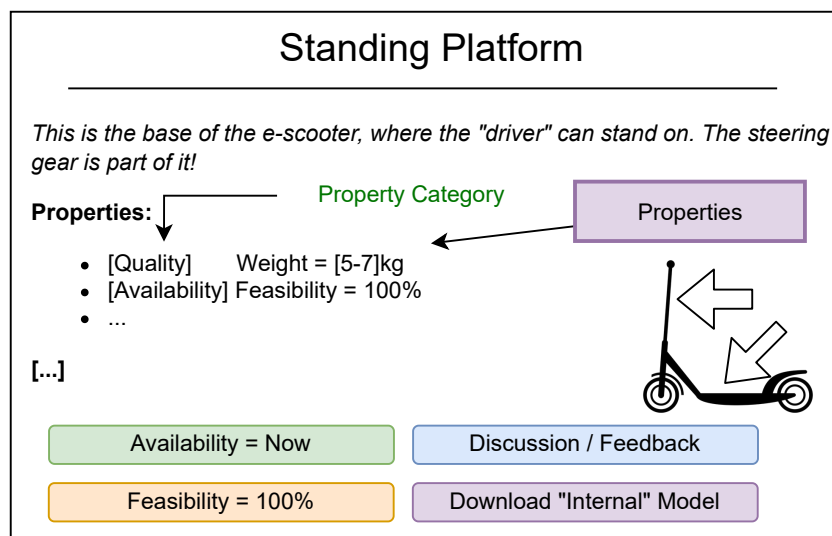 Standing Platform
This is the base of the e-scooter, where the "driver" can stand on. The steering
gear is part of it!
Property Category
Properties:
Properties
• [Quality] Weight = [5-7]kg
• [Availability] Feasibility = 100%
• ...
[...]
Availability = Now
Discussion / Feedback
Feasibility = 100%
Download "Internal" Model